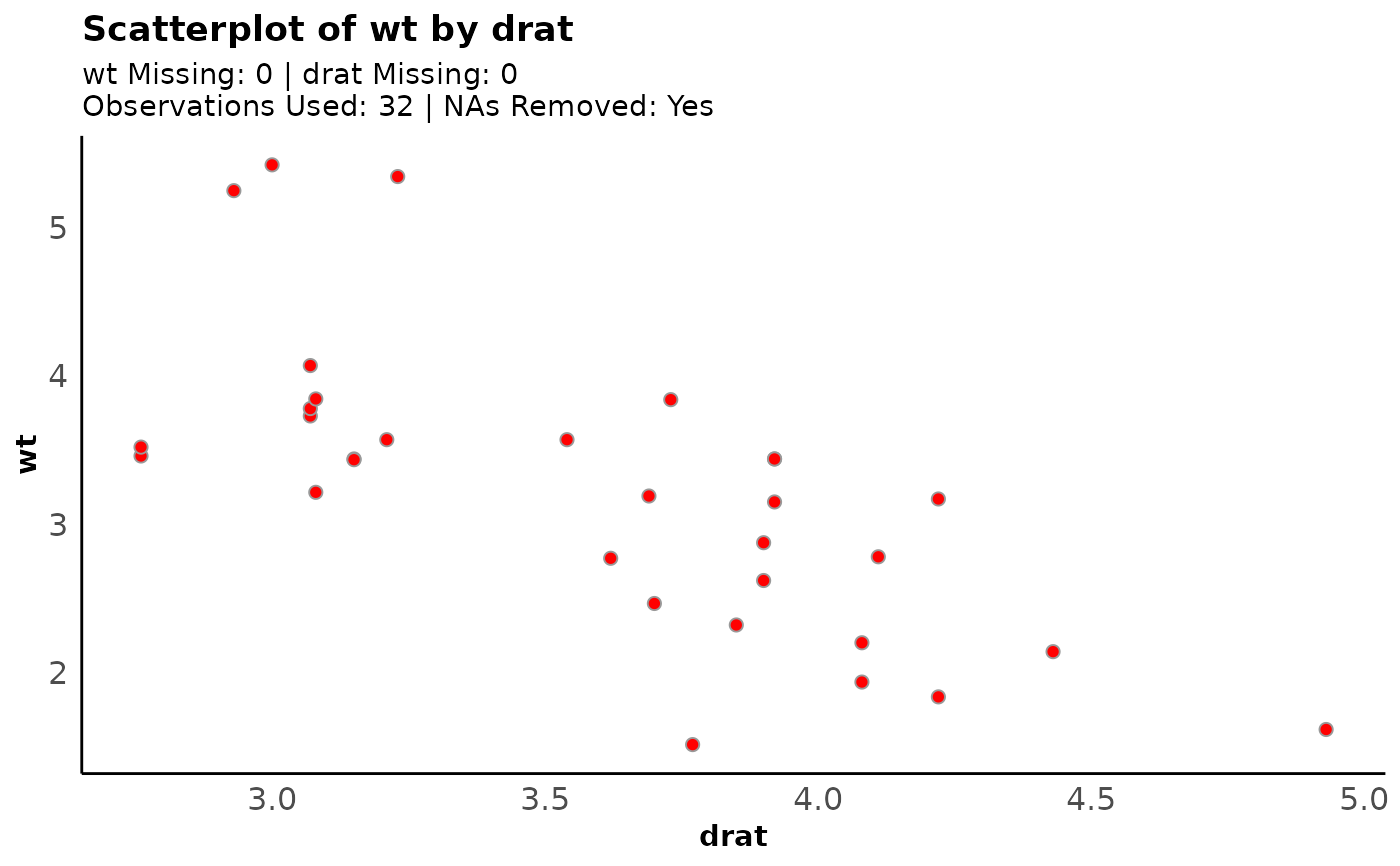 Scatterplot of wt by drat
wt Missing: 0 | drat Missing: 0
Observations Used: 32 | NAs Removed: Yes
5
4
3
2
wt
3.0 3.5 4.0 4.5 5.0
drat